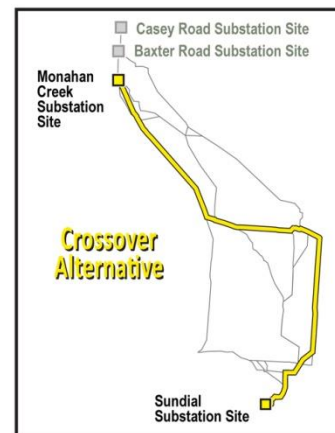 Casey Road Substation Site
Baxter Road Substation Site
Monahan
Creek
Substation
Site
Crossover
Alternative
Sundial
Substation Site